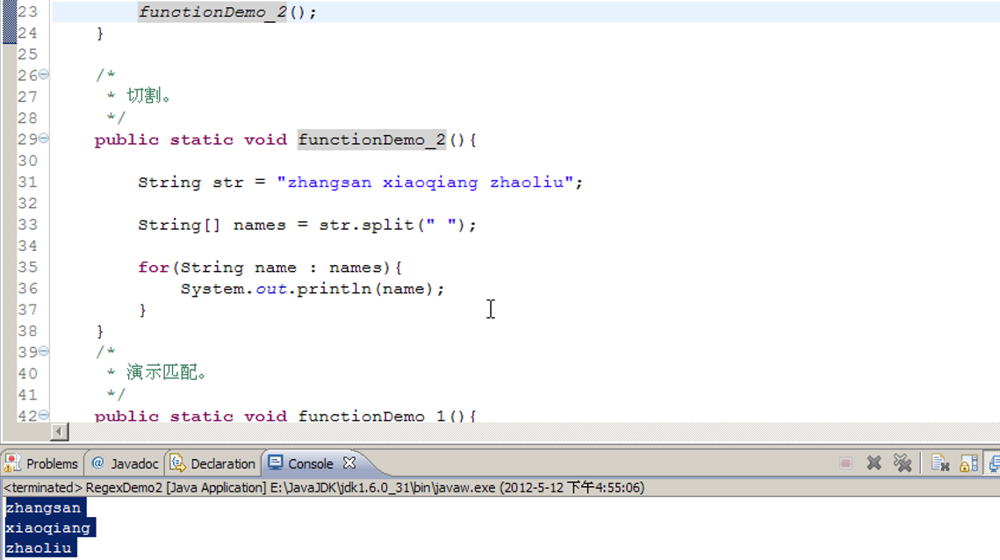 23 functionDemo_2();
24 }
25
26 /*
27 * 切割。
28 */
29 public static void functionDemo_2(){
30
31 String str = "zhangsan xiaoqiang zhaoliu";
32
33 String[] names = str.split(" ");
34
35 for(String name : names){
36 System.out.println(name);
37 }
38 }
39 /*
40 * 演示匹配。
41 */
42 public static void functionDemo_1(){
Problems @ Javadoc Declaration Console
<terminated> RegexDemo2 [Java Application] E:\JavaJDK\jdk1.6.0_31\bin\javaw.exe (2012-5-12 下午4:55:06)
zhangsan
xiaoqiang
zhaoliu